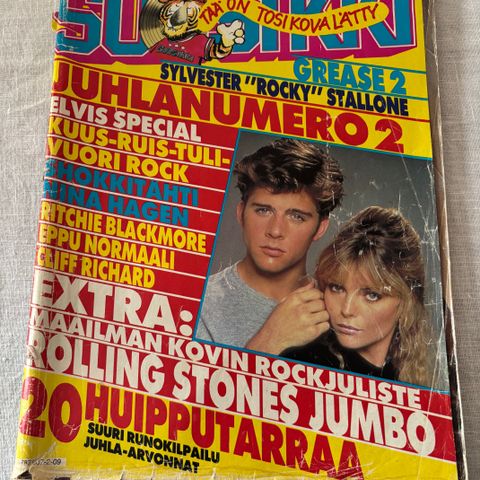 TÄÄ ON TOSI KOVA LÄTTY
SUOSIKKI
GREASE 2
SYLVESTER "ROCKY" STALLONE
JUHLANUMERO 2
ELVIS SPECIAL
KUUS-RUIS-TULI-
VUORI ROCK
SHOKKITÄHTI
NINA HAGEN
RITCHIE BLACKMORE
EPPU NORMAALI
CLIFF RICHARD
EXTRA:
MAAILMAN KOVIN ROCKJULISTE
ROLLING STONES JUMBO
20 HUIPPUTARRAA
SUURI RUNOKILPAILU
JUHLA-ARVONNAT